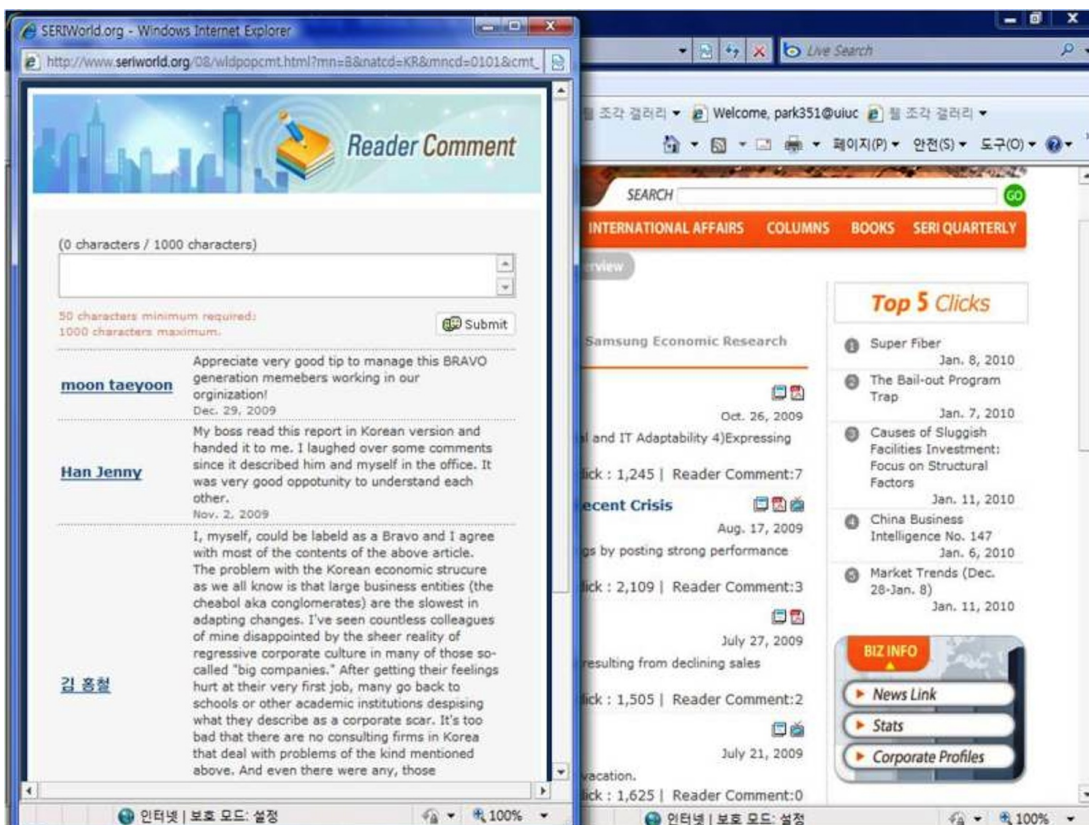 SERIWorld.org - Windows Internet Explorer
http://www.seriworld.org/08/wldpopcmt.html?mn=B&natcd=KR&mncd=0101&cmt_
Reader Comment
(0 characters / 1000 characters)
50 characters minimum required:
1000 characters maximum.
Submit
moon taeyoon
Appreciate very good tip to manage this BRAVO
generation memebers working in our
orginization!
Dec. 29, 2009
Han Jenny
My boss read this report in Korean version and
handed it to me. I laughed over some comments
since it described him and myself in the office. It
was very good oppotunity to understand each
other.
Nov. 2, 2009
김 홍철
I, myself, could be labeld as a Bravo and I agree
with most of the contents of the above article.
The problem with the Korean economic strucure
as we all know is that large business entities (the
cheabol aka conglomerates) are the slowest in
adapting changes. I've seen countless colleagues
of mine disappointed by the sheer reality of
regressive corporate culture in many of those so-
called "big companies." After getting their feelings
hurt at their very first job, many go back to
schools or other academic institutions despising
what they describe as a corporate scar. It's too
bad that there are no consulting firms in Korea
that deal with problems of the kind mentioned
above. And even there were any, those
인터넷 | 보호 모드: 설정
100%
Live Search
조각 갤러리 Welcome, park351@uiuc 웹 조각 갤러리
페이지(P) 안전(S) 도구(O)
SEARCH GO
INTERNATIONAL AFFAIRS COLUMNS BOOKS SERI QUARTERLY
erview
Samsung Economic Research
Oct. 26, 2009
al and IT Adaptability 4)Expressing
lick : 1,245 | Reader Comment:7
ecent Crisis
Aug. 17, 2009
gs by posting strong performance
lick : 2,109 | Reader Comment:3
July 27, 2009
resulting from declining sales
lick : 1,505 | Reader Comment:2
July 21, 2009
vacation.
lick : 1,625 | Reader Comment:0
Top 5 Clicks
1 Super Fiber
Jan. 8, 2010
2 The Bail-out Program
Trap
Jan. 7, 2010
3 Causes of Sluggish
Facilities Investment:
Focus on Structural
Factors
Jan. 11, 2010
4 China Business
Intelligence No. 147
Jan. 6, 2010
5 Market Trends (Dec.
28-Jan. 8)
Jan. 11, 2010
BIZ INFO
News Link
Stats
Corporate Profiles
인터넷 | 보호 모드: 설정
100%